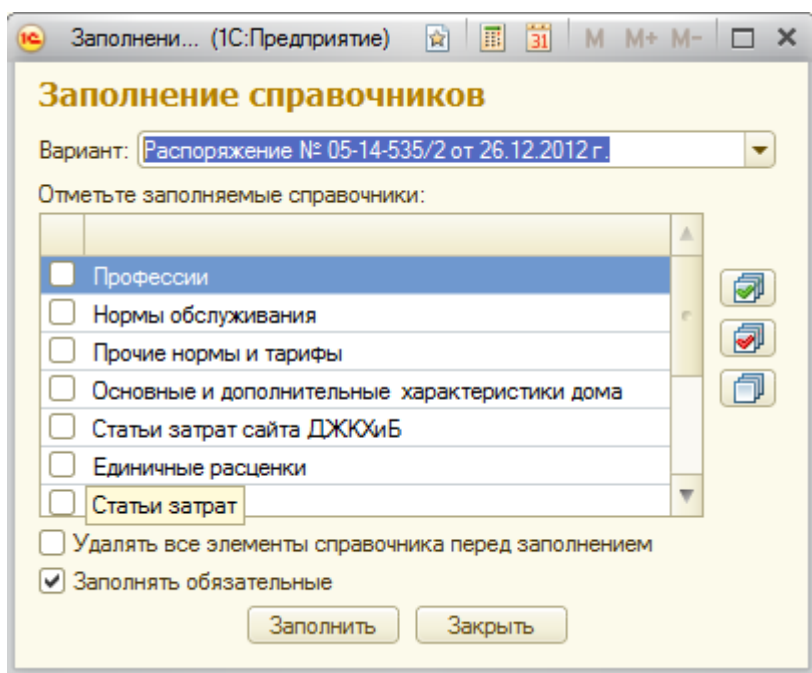 1С Заполнени... (1С:Предприятие) 31 M M+ M-
Заполнение справочников
Вариант: Распоряжение № 05-14-535/2 от 26.12.2012 г.
Отметьте заполняемые справочники:
Профессии
Нормы обслуживания
Прочие нормы и тарифы
Основные и дополнительные характеристики дома
Статьи затрат сайта ДЖКХиБ
Единичные расценки
Статьи затрат
Удалять все элементы справочника перед заполнением
Заполнять обязательные
Заполнить Закрыть